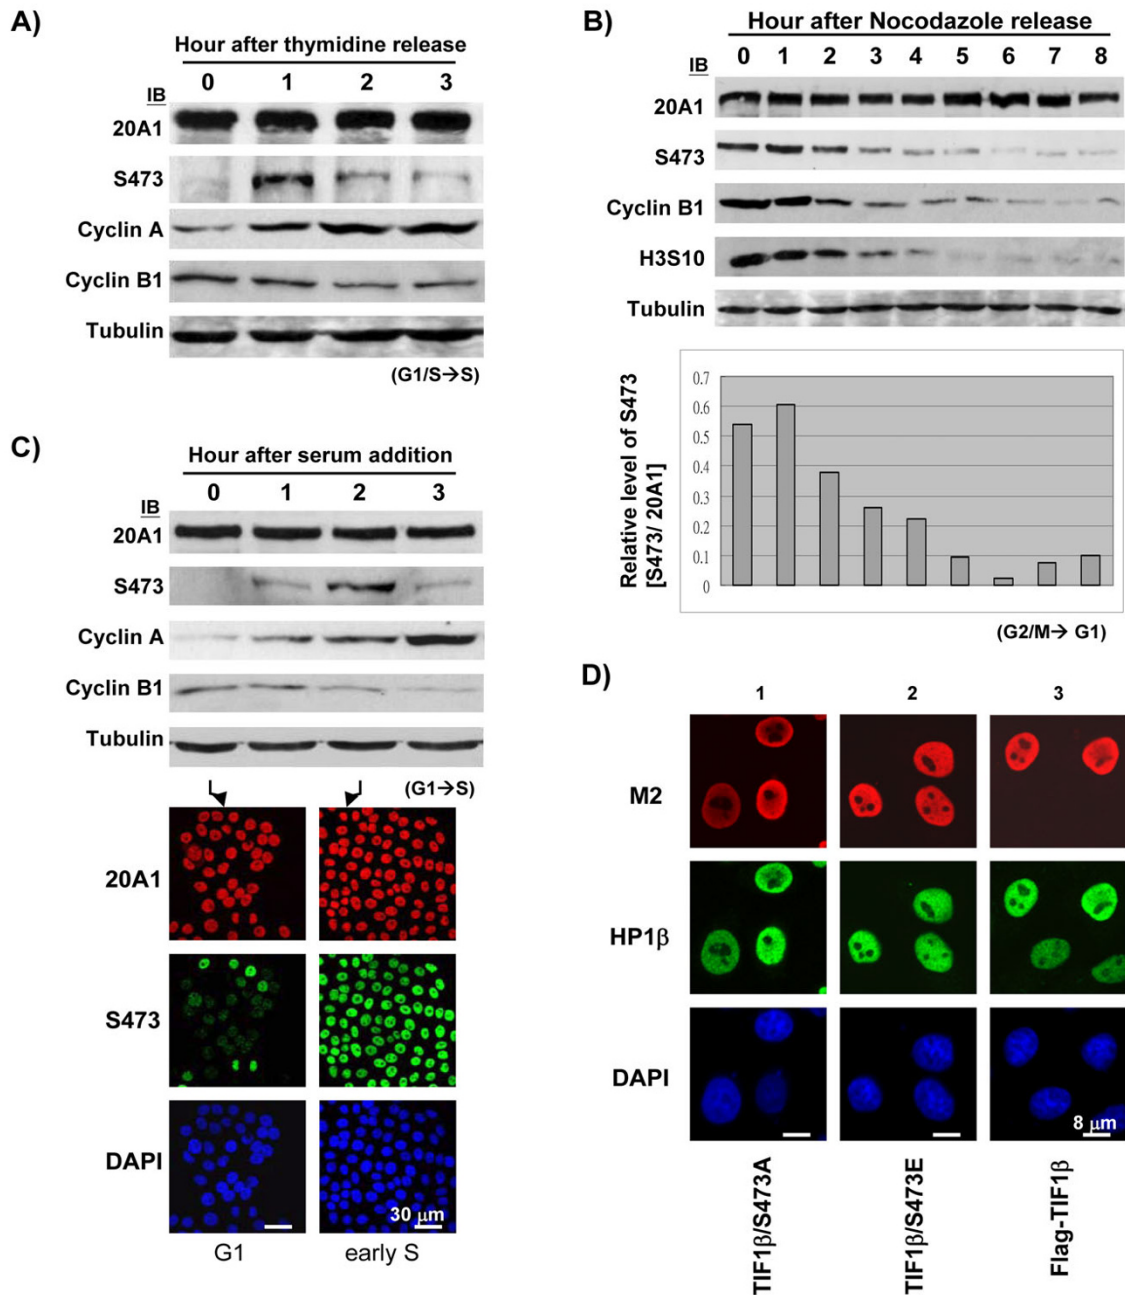 A)
Hour after thymidine release
IB 0 1 2 3
20A1
S473
Cyclin A
Cyclin B1
Tubulin
(G1/S→S)
B)
Hour after Nocodazole release
IB 0 1 2 3 4 5 6 7 8
20A1
S473
Cyclin B1
H3S10
Tubulin
Relative level of S473
[S473/ 20A1]
0.7
0.6
0.5
0.4
0.3
0.2
0.1
0
(G2/M→ G1)
C)
Hour after serum addition
IB 0 1 2 3
20A1
S473
Cyclin A
Cyclin B1
Tubulin
(G1→S)
20A1
S473
DAPI
30 μm
G1 early S
D)
1 2 3
M2
HP1β
DAPI
8 μm
TIF1β/S473A
TIF1β/S473E
Flag-TIF1β